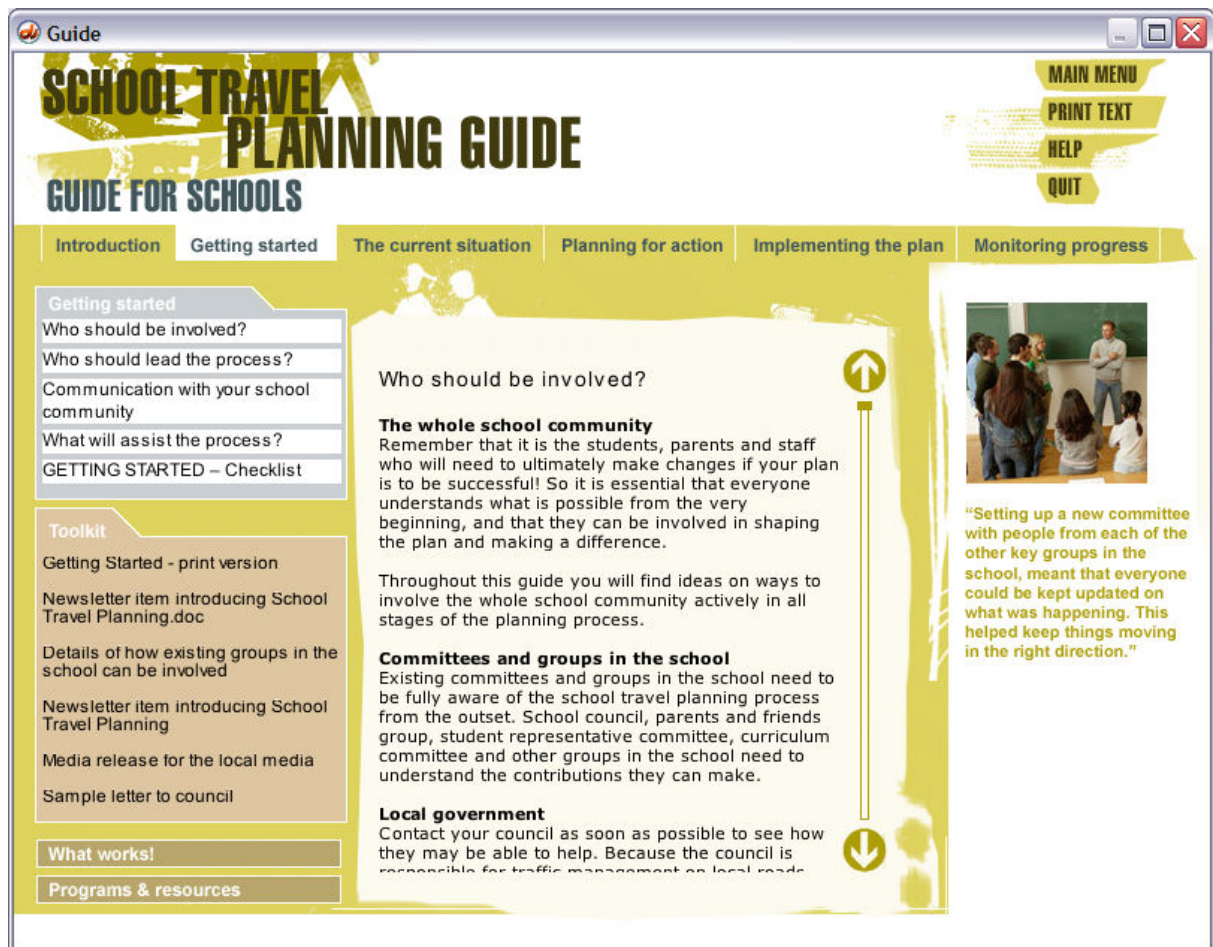 Guide
SCHOOL TRAVEL
PLANNING GUIDE
GUIDE FOR SCHOOLS
MAIN MENU
PRINT TEXT
HELP
QUIT
Introduction
Getting started
The current situation
Planning for action
Implementing the plan
Monitoring progress
Getting started
Who should be involved?
Who should lead the process?
Communication with your school
community
What will assist the process?
GETTING STARTED – Checklist
Toolkit
Getting Started - print version
Newsletter item introducing School
Travel Planning.doc
Details of how existing groups in the
school can be involved
Newsletter item introducing School
Travel Planning
Media release for the local media
Sample letter to council
What works!
Programs & resources
Who should be involved?
The whole school community
Remember that it is the students, parents and staff
who will need to ultimately make changes if your plan
is to be successful! So it is essential that everyone
understands what is possible from the very
beginning, and that they can be involved in shaping
the plan and making a difference.
Throughout this guide you will find ideas on ways to
involve the whole school community actively in all
stages of the planning process.
Committees and groups in the school
Existing committees and groups in the school need to
be fully aware of the school travel planning process
from the outset. School council, parents and friends
group, student representative committee, curriculum
committee and other groups in the school need to
understand the contributions they can make.
Local government
Contact your council as soon as possible to see how
they may be able to help. Because the council is
responsible for traffic management on local roads
“Setting up a new committee
with people from each of the
other key groups in the
school, meant that everyone
could be kept updated on
what was happening. This
helped keep things moving
in the right direction.”